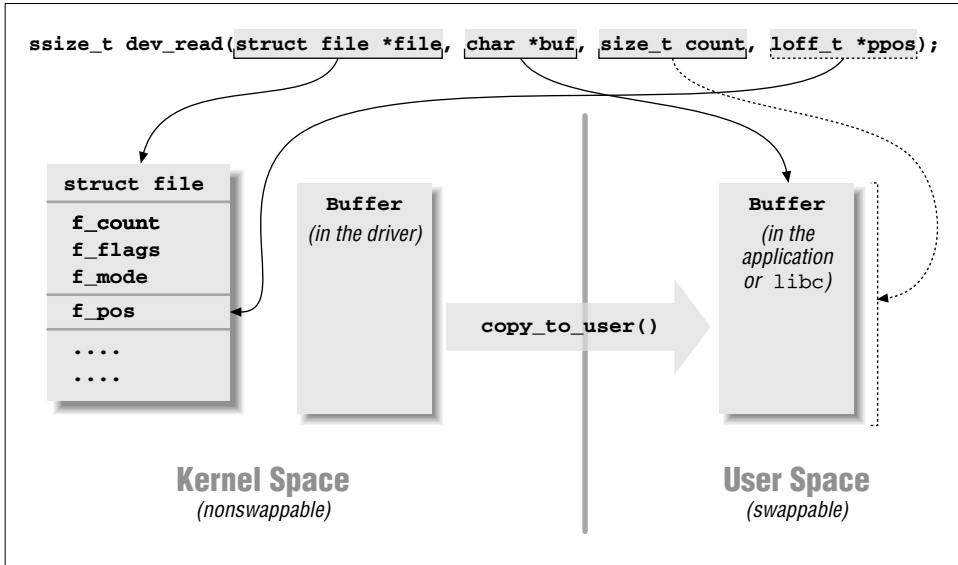 ssize_t dev_read(struct file *file, char *buf, size_t count, loff_t *ppos);
struct file
f_count
f_flags
f_mode
f_pos
....
....
Buffer
(in the driver)
copy_to_user()
Buffer
(in the
application
or libc)
Kernel Space
(nonswappable)
User Space
(swappable)